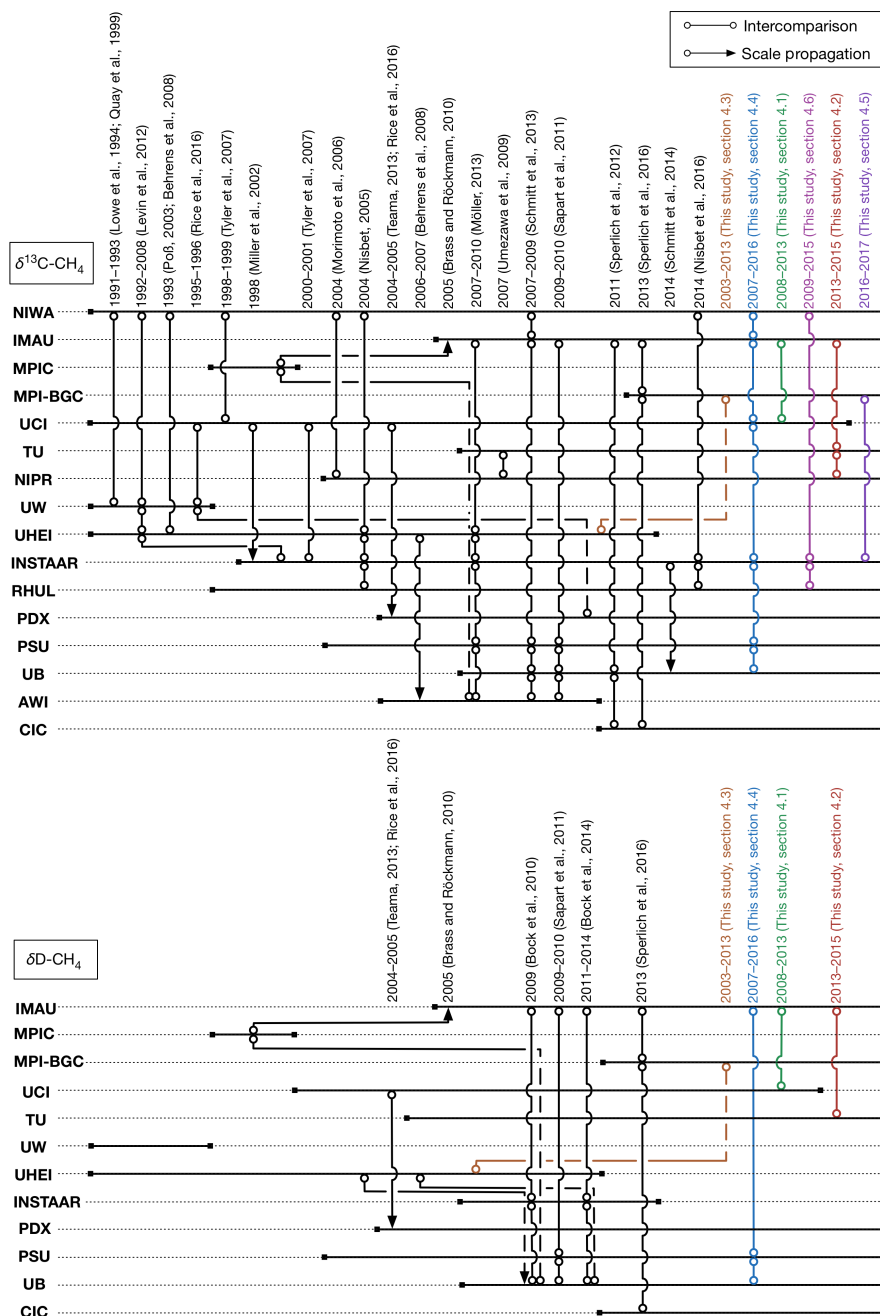 Intercomparison
Scale propagation
1991–1993 (Lowe et al., 1994; Quay et al., 1999)
1992–2008 (Levin et al., 2012)
1993 (Poß, 2003; Behrens et al., 2008)
1995–1996 (Rice et al., 2016)
1998–1999 (Tyler et al., 2007)
1998 (Miller et al., 2002)
2000–2001 (Tyler et al., 2007)
2004 (Morimoto et al., 2006)
2004 (Nisbet, 2005)
2004–2005 (Teama, 2013; Rice et al., 2016)
2006–2007 (Behrens et al., 2008)
2005 (Brass and Röckmann, 2010)
2007–2010 (Möller, 2013)
2007 (Umezawa et al., 2009)
2007–2009 (Schmitt et al., 2013)
2009–2010 (Sapart et al., 2011)
2011 (Sperlich et al., 2012)
2013 (Sperlich et al., 2016)
2014 (Schmitt et al., 2014)
2014 (Nisbet et al., 2016)
2003–2013 (This study, section 4.3)
2007–2016 (This study, section 4.4)
2008–2013 (This study, section 4.1)
2009–2015 (This study, section 4.6)
2013–2015 (This study, section 4.2)
2016–2017 (This study, section 4.5)
δ¹³C-CH₄
NIWA
IMAU
MPIC
MPI-BGC
UCI
TU
NIPR
UW
UHEI
INSTAAR
RHUL
PDX
PSU
UB
AWI
CIC
2004–2005 (Teama, 2013; Rice et al., 2016)
2005 (Brass and Röckmann, 2010)
2009 (Bock et al., 2010)
2009–2010 (Sapart et al., 2011)
2011–2014 (Bock et al., 2014)
2013 (Sperlich et al., 2016)
2003–2013 (This study, section 4.3)
2007–2016 (This study, section 4.4)
2008–2013 (This study, section 4.1)
2013–2015 (This study, section 4.2)
δD-CH₄
IMAU
MPIC
MPI-BGC
UCI
TU
UW
UHEI
INSTAAR
PDX
PSU
UB
CIC